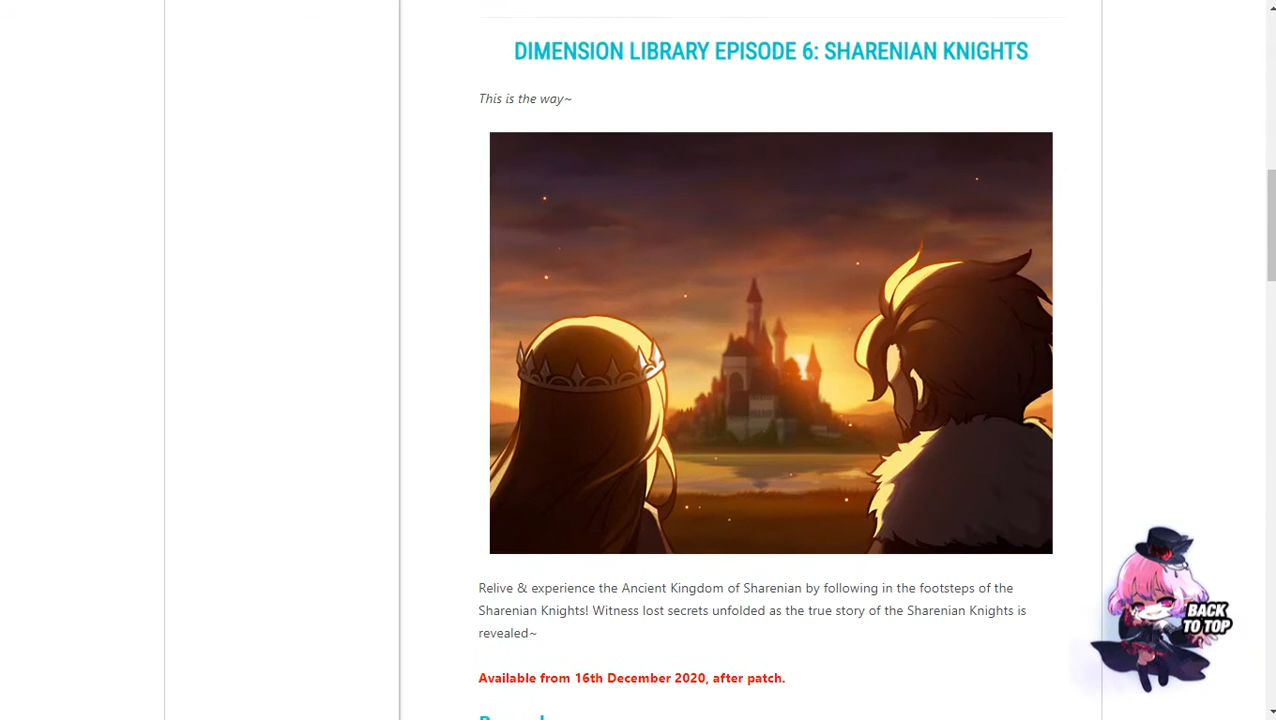 DIMENSION LIBRARY EPISODE 6: SHARENIAN KNIGHTS
This is the way~
Relive & experience the Ancient Kingdom of Sharenian by following in the footsteps of the
Sharenian Knights! Witness lost secrets unfolded as the true story of the Sharenian Knights is
revealed~
BACK
TO TOP
Available from 16th December 2020, after patch.